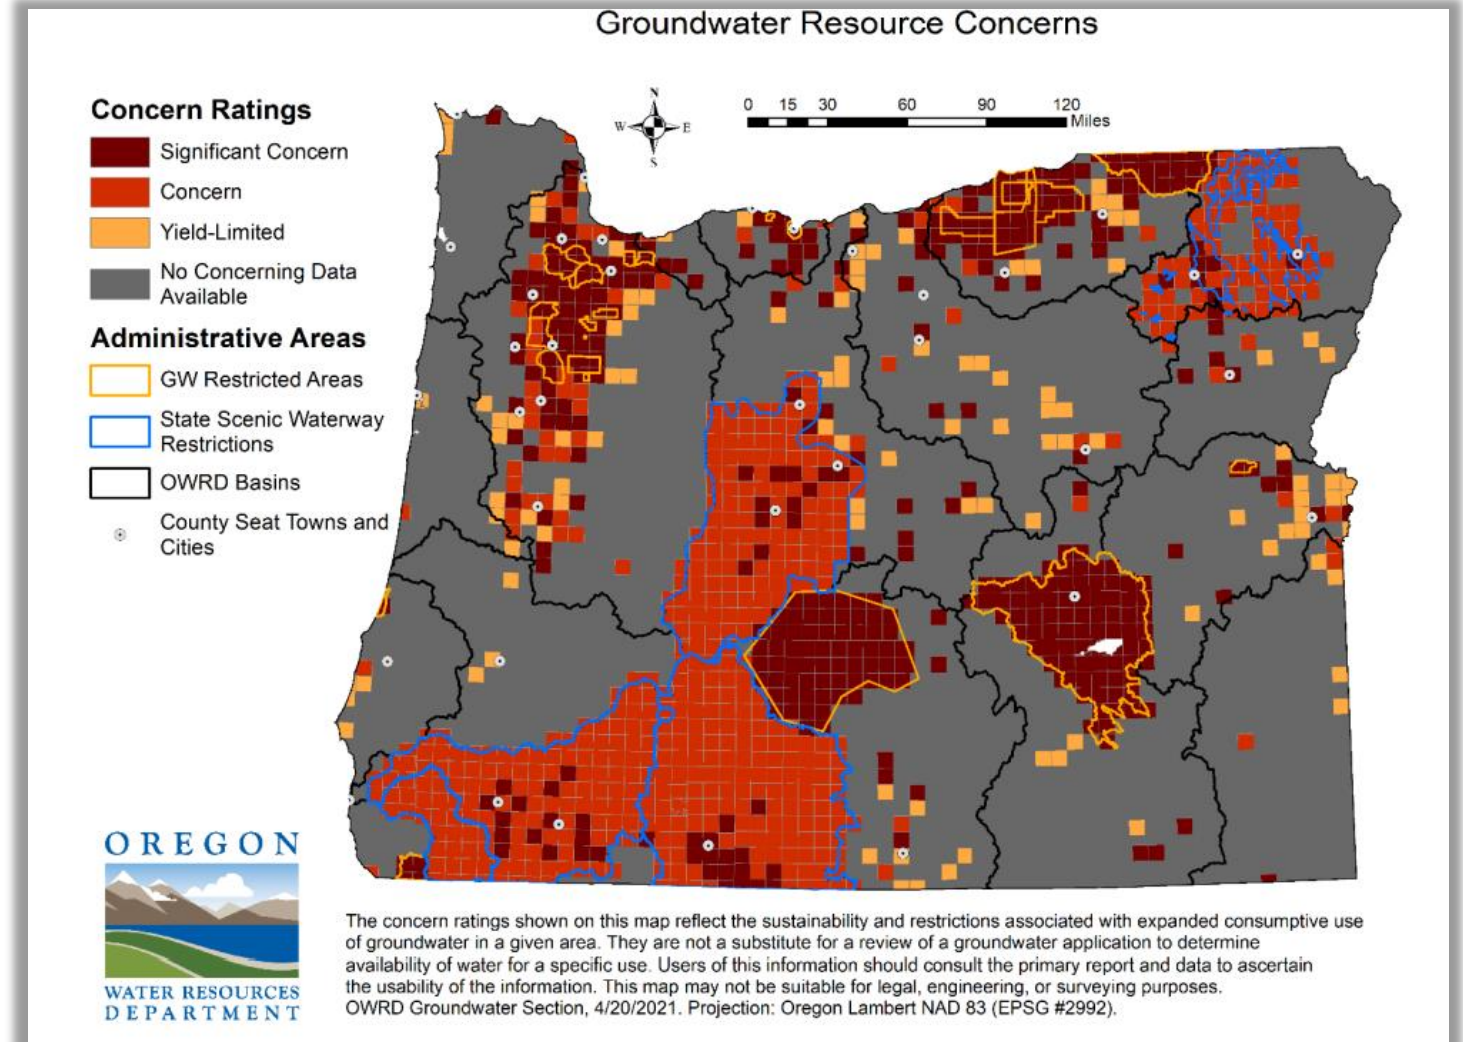 Groundwater Resource Concerns
Concern Ratings
Significant Concern
Concern
Yield-Limited
No Concerning Data
Available
Administrative Areas
GW Restricted Areas
State Scenic Waterway
Restrictions
OWRD Basins
County Seat Towns and
Cities
N
W E
S
0 15 30 60 90 120
Miles
OREGON
WATER RESOURCES
DEPARTMENT
The concern ratings shown on this map reflect the sustainability and restrictions associated with expanded consumptive use
of groundwater in a given area. They are not a substitute for a review of a groundwater application to determine
availability of water for a specific use. Users of this information should consult the primary report and data to ascertain
the usability of the information. This map may not be suitable for legal, engineering, or surveying purposes.
OWRD Groundwater Section, 4/20/2021. Projection: Oregon Lambert NAD 83 (EPSG #2992).